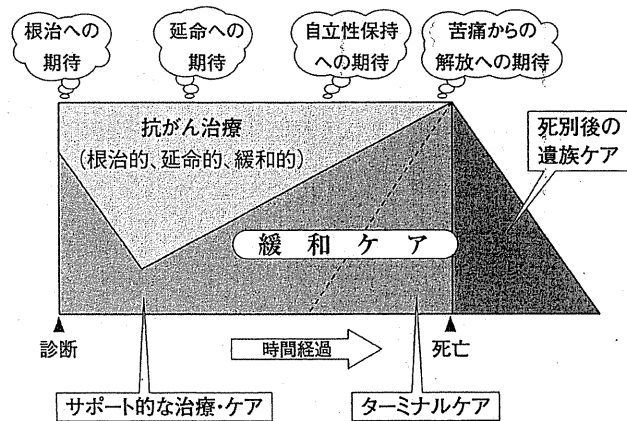 根治への
期待
延命への
期待
自立性保持
への期待
苦痛からの
解放への期待
抗がん治療
(根治的、延命的、緩和的)
死別後の
遺族ケア
緩和ケア
診断
時間経過
死亡
サポート的な治療・ケア
ターミナルケア